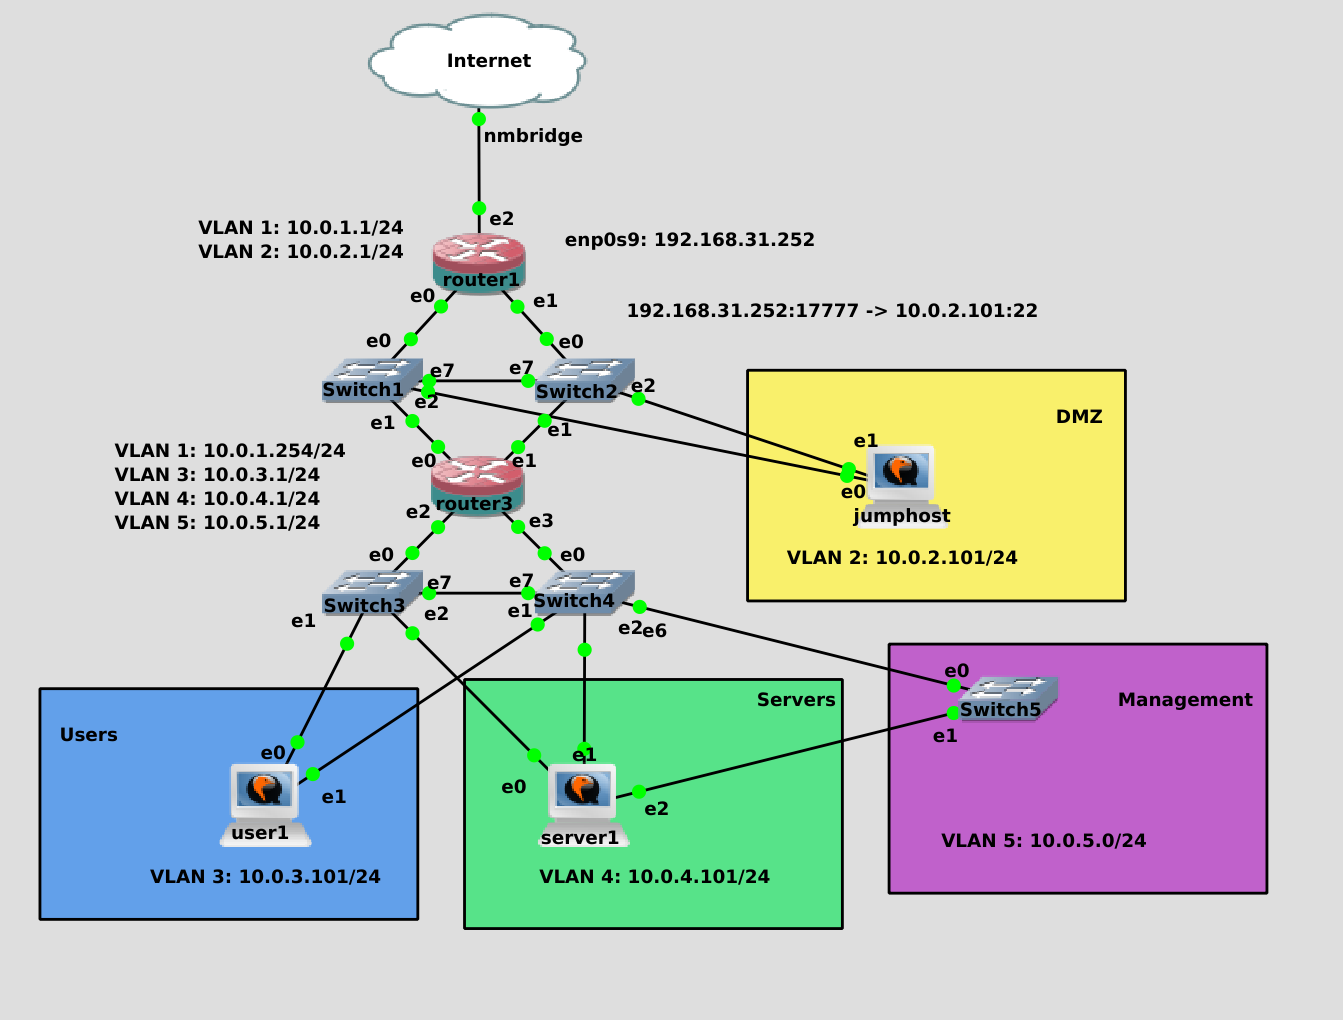 Internet
nmbridge
e2
VLAN 1: 10.0.1.1/24
VLAN 2: 10.0.2.1/24
enp0s9: 192.168.31.252
router1
e0
e1
192.168.31.252:17777 -> 10.0.2.101:22
e0
e0
e7
e7
Switch1
Switch2
e2
e2
e1
e1
DMZ
e1
VLAN 1: 10.0.1.254/24
VLAN 3: 10.0.3.1/24
VLAN 4: 10.0.4.1/24
VLAN 5: 10.0.5.1/24
e0
e1
router3
e0
jumphost
VLAN 2: 10.0.2.101/24
e2
e3
e0
e0
e7
e7
Switch3
Switch4
e1
e2
e1
e2
e6
e0
Switch5
Management
e1
VLAN 5: 10.0.5.0/24
Users
e0
e1
user1
VLAN 3: 10.0.3.101/24
Servers
e1
e0
e2
server1
VLAN 4: 10.0.4.101/24